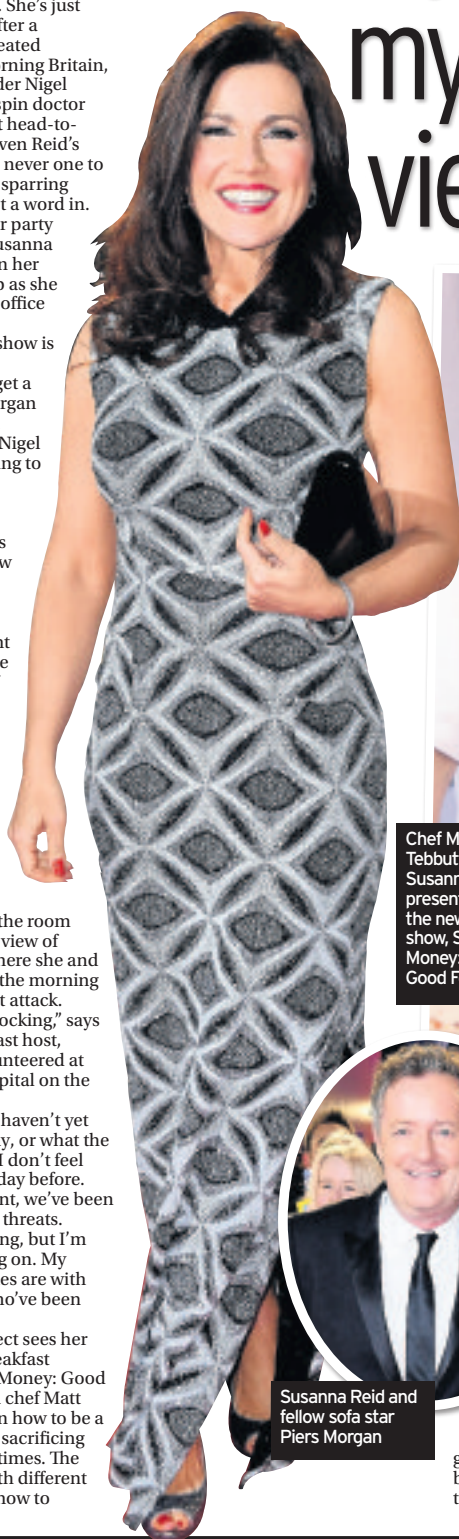 my
vie
. She's just
fter a
eated
orning Britain,
der Nigel
spin doctor
t head-to-
ven Reid's
never one to
sparring
t a word in.
r party
usanna
n her
p as she
office
show is
get a
rgan
Nigel
ng to
s
w
nt
e
the room
view of
here she and
the morning
t attack.
ocking," says
ast host,
unteered at
pital on the
haven't yet
y, or what the
I don't feel
day before.
nt, we've been
threats.
ng, but I'm
g on. My
es are with
ho've been
ect sees her
eakfast
Money: Good
chef Matt
n how to be a
sacrificing
times. The
th different
how to
Chef M
Tebbut
Susann
present
the new
show, S
Money:
Good F
Susanna Reid and
fellow sofa star
Piers Morgan
g
b
t